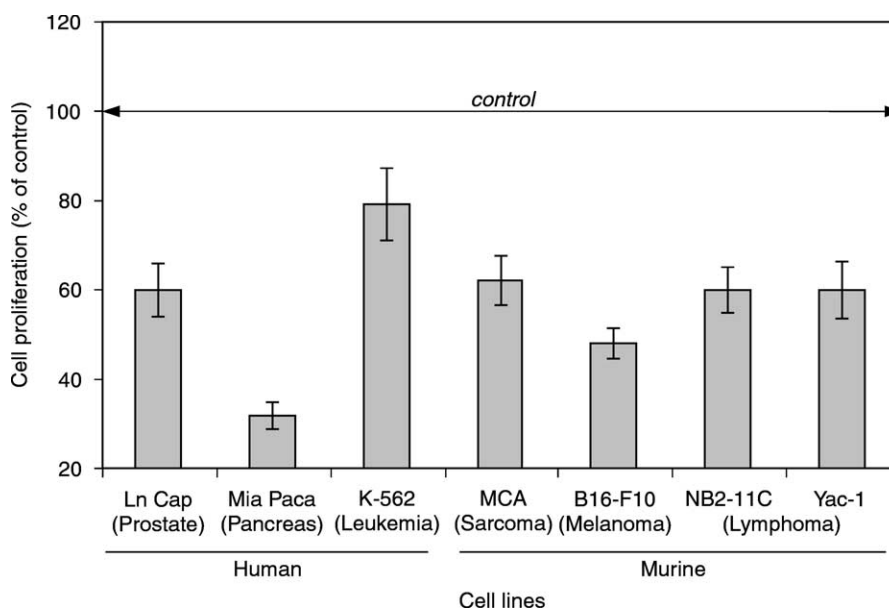 Cell proliferation (% of control)
120
100
80
60
40
20
control
Ln Cap
(Prostate)
Mia Paca
(Pancreas)
K-562
(Leukemia)
MCA
(Sarcoma)
B16-F10
(Melanoma)
NB2-11C Yac-1
(Lymphoma)
Human
Murine
Cell lines